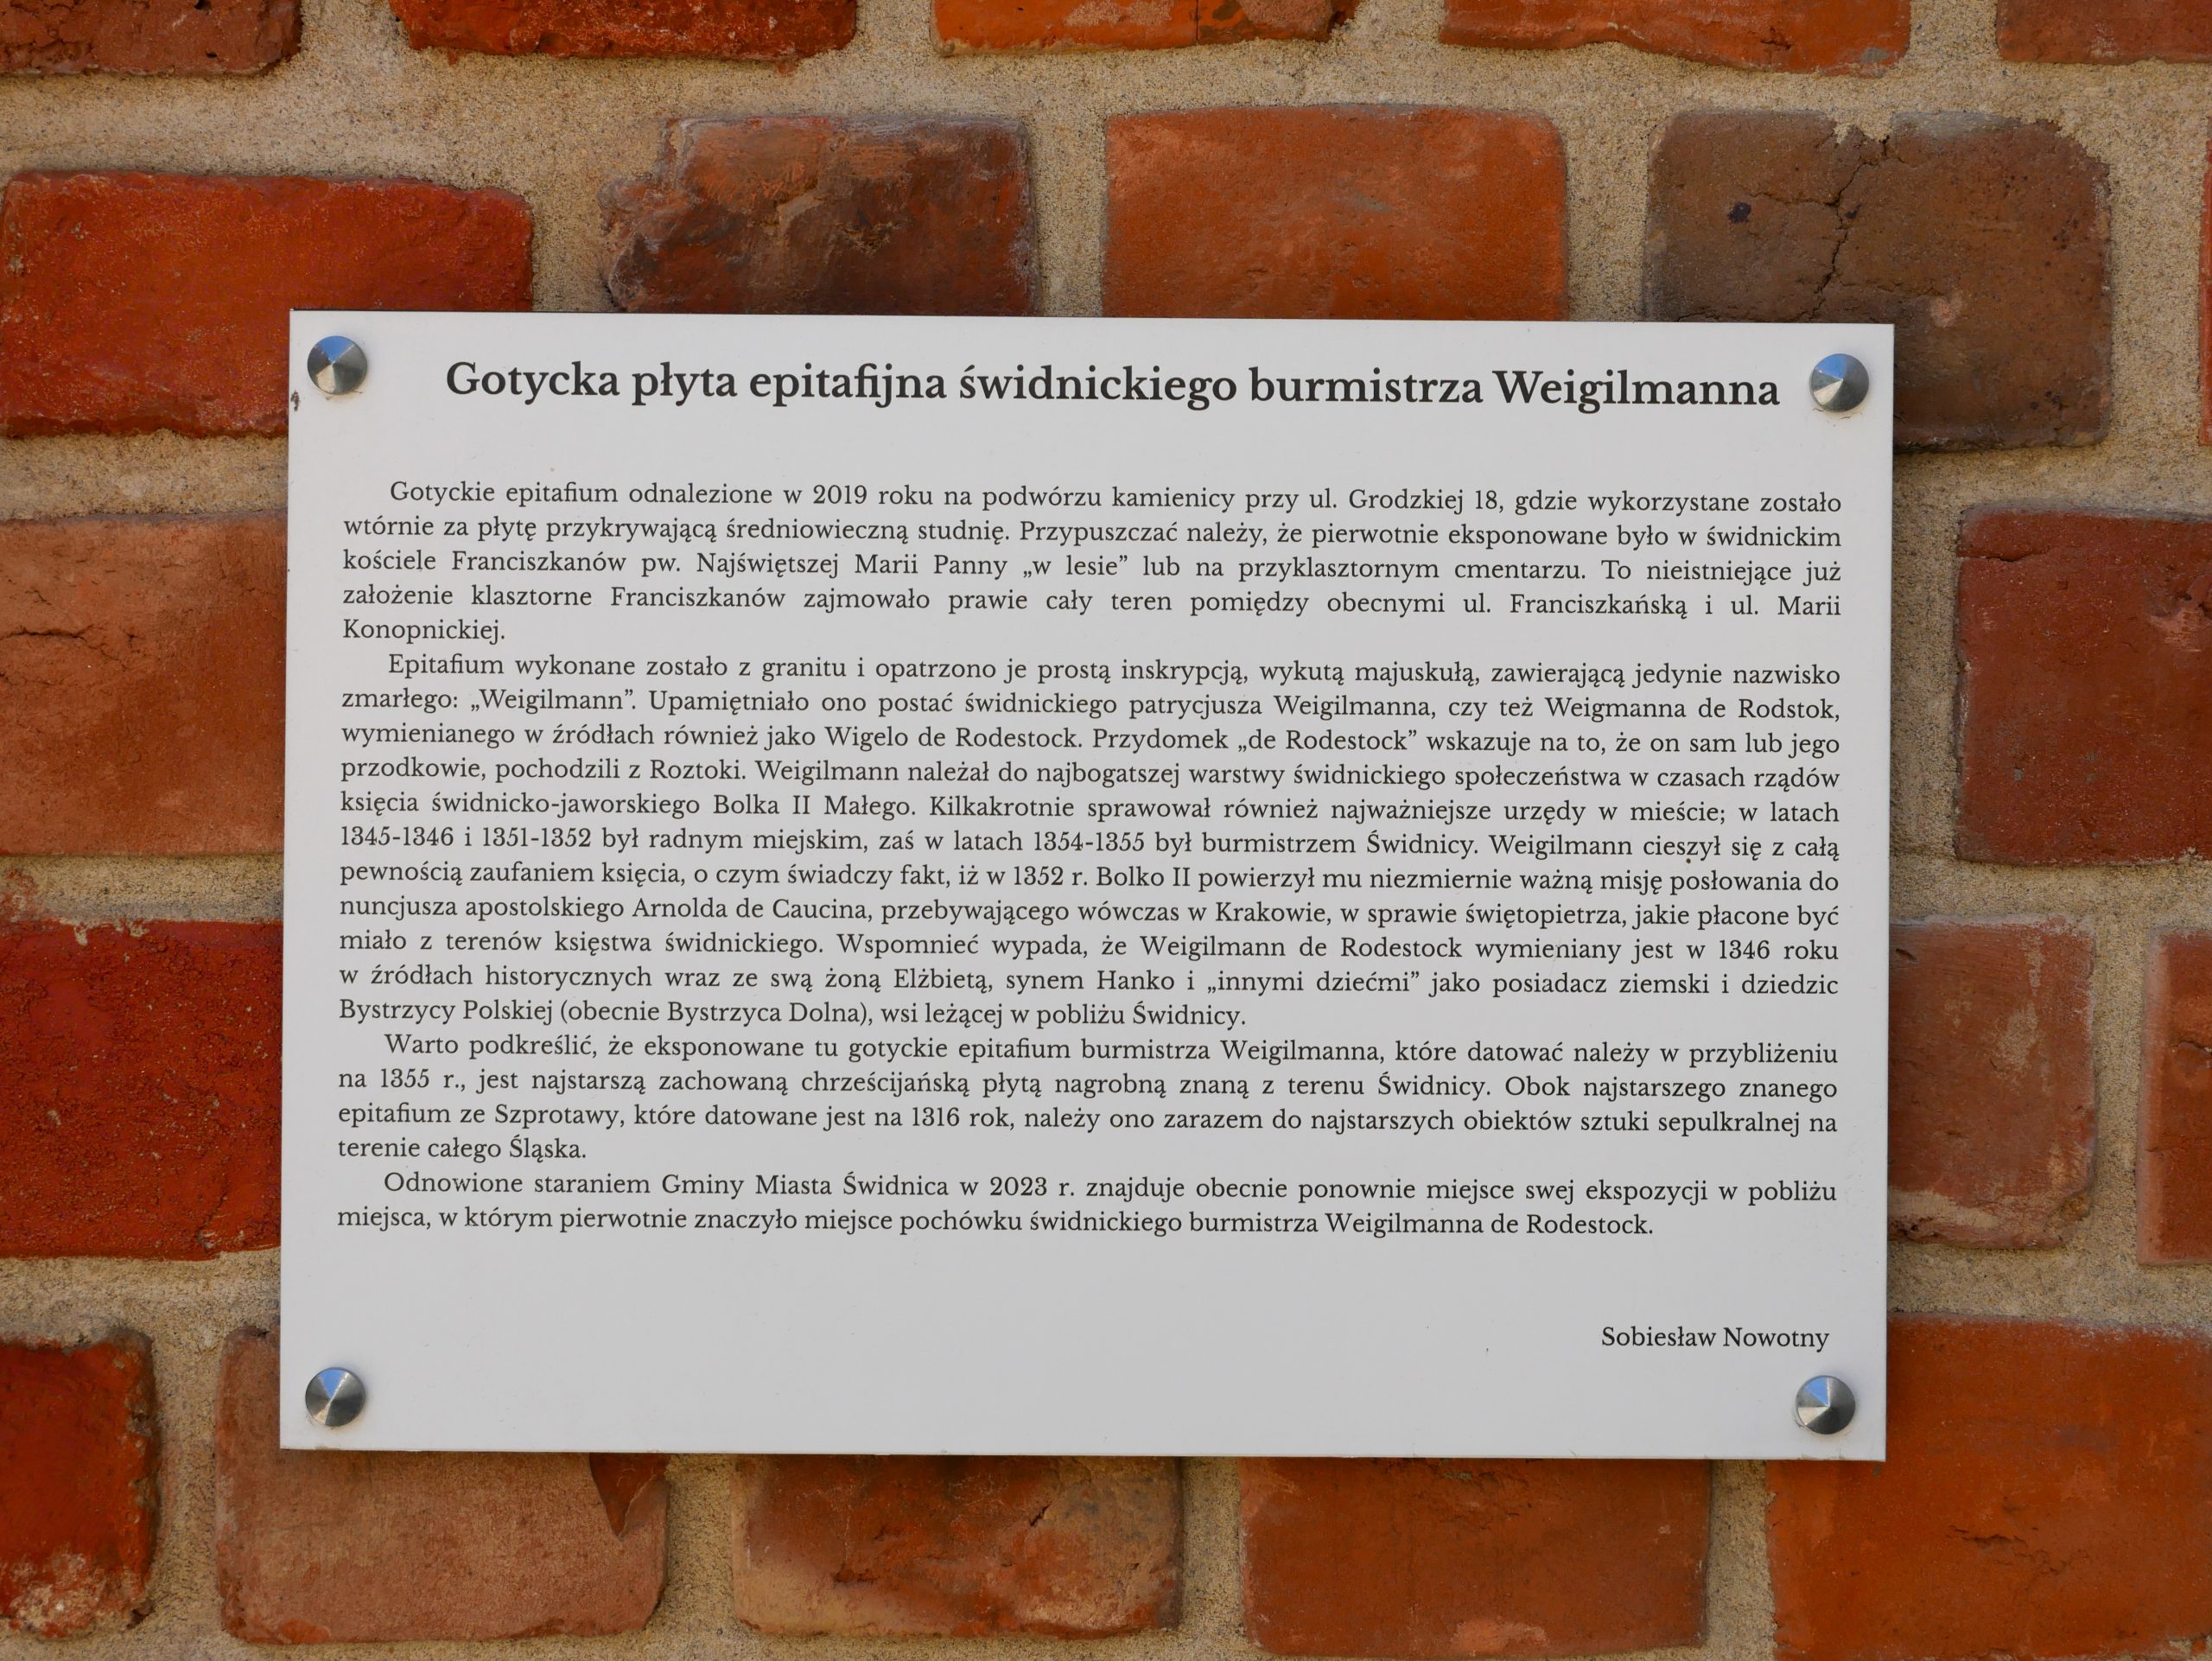 Gotycka płyta epitafijna świdnickiego burmistrza Weigilmanna
Gotyckie epitafium odnalezione w 2019 roku na podwórzu kamienicy przy ul. Grodzkiej 18, gdzie wykorzystane zostało
wtórnie za płytę przykrywającą średniowieczną studnię. Przypuszczać należy, że pierwotnie eksponowane było w świdnickim
kościele Franciszkanów pw. Najświętszej Marii Panny „w lesie” lub na przyklasztornym cmentarzu. To nieistniejące już
założenie klasztorne Franciszkanów zajmowało prawie cały teren pomiędzy obecnymi ul. Franciszkańską i ul. Marii
Konopnickiej.
Epitafium wykonane zostało z granitu i opatrzono je prostą inskrypcją, wykutą majuskułą, zawierającą jedynie nazwisko
zmarłego: „Weigilmann”. Upamiętniało ono postać świdnickiego patrycjusza Weigilmanna, czy też Weigmanna de Rodstok,
wymienianego w źródłach również jako Wigelo de Rodestock. Przydomek „de Rodestock” wskazuje na to, że on sam lub jego
przodkowie, pochodzili z Roztoki. Weigilmann należał do najbogatszej warstwy świdnickiego społeczeństwa w czasach rządów
księcia świdnicko-jaworskiego Bolka II Małego. Kilkakrotnie sprawował również najważniejsze urzędy w mieście; w latach
1345-1346 i 1351-1352 był radnym miejskim, zaś w latach 1354-1355 był burmistrzem Świdnicy. Weigilmann cieszył się z całą
pewnością zaufaniem księcia, o czym świadczy fakt, iż w 1352 r. Bolko II powierzył mu niezmiernie ważną misję posłowania do
nuncjusza apostolskiego Arnolda de Caucina, przebywającego wówczas w Krakowie, w sprawie świętopietrza, jakie płacone być
miało z terenów księstwa świdnickiego. Wspomnieć wypada, że Weigilmann de Rodestock wymieniany jest w 1346 roku
w źródłach historycznych wraz ze swą żoną Elżbietą, synem Hanko i „innymi dziećmi” jako posiadacz ziemski i dziedzic
Bystrzycy Polskiej (obecnie Bystrzyca Dolna), wsi leżącej w pobliżu Świdnicy.
Warto podkreślić, że eksponowane tu gotyckie epitafium burmistrza Weigilmanna, które datować należy w przybliżeniu
na 1355 r., jest najstarszą zachowaną chrześcijańską płytą nagrobną znaną z terenu Świdnicy. Obok najstarszego znanego
epitafium ze Szprotawy, które datowane jest na 1316 rok, należy ono zarazem do najstarszych obiektów sztuki sepulkralnej na
terenie całego Śląska.
Odnowione staraniem Gminy Miasta Świdnica w 2023 r. znajduje obecnie ponownie miejsce swej ekspozycji w pobliżu
miejsca, w którym pierwotnie znaczyło miejsce pochówku świdnickiego burmistrza Weigilmanna de Rodestock.
Sobiesław Nowotny